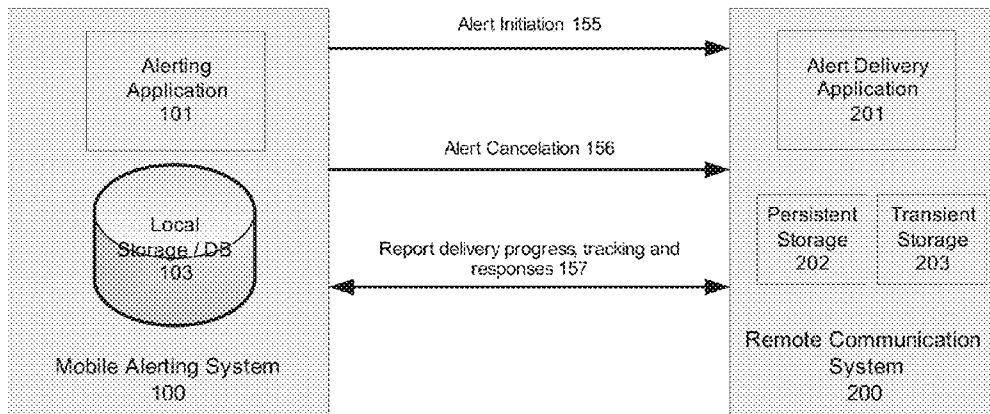 Alert Initiation 155
Alerting
Application
101
Alert Delivery
Application
201
Alert Cancelation 156
Local
Storage / DB
103
Persistent
Storage
202
Transient
Storage
203
Report delivery progress, tracking and
responses 157
Mobile Alerting System
100
Remote Communication
System
200